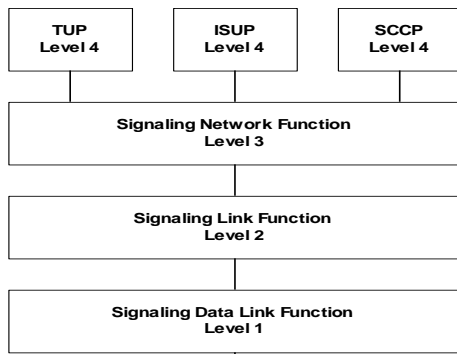 TUP
Level 4
ISUP
Level 4
SCCP
Level 4
Signaling Network Function
Level 3
Signaling Link Function
Level 2
Signaling Data Link Function
Level 1